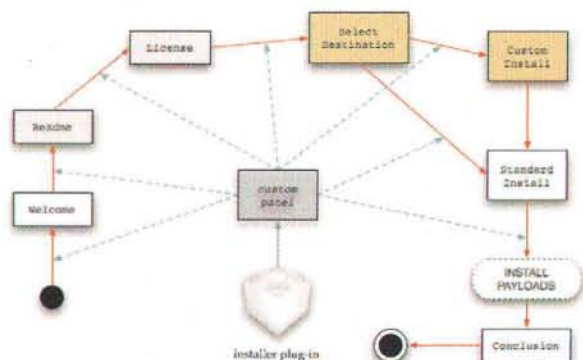 License
Select
Destination
Custom
Install
Readme
custom
panel
Standard
Install
Welcome
INSTALL
PAYLOADS
installer plug-in
Conclusion